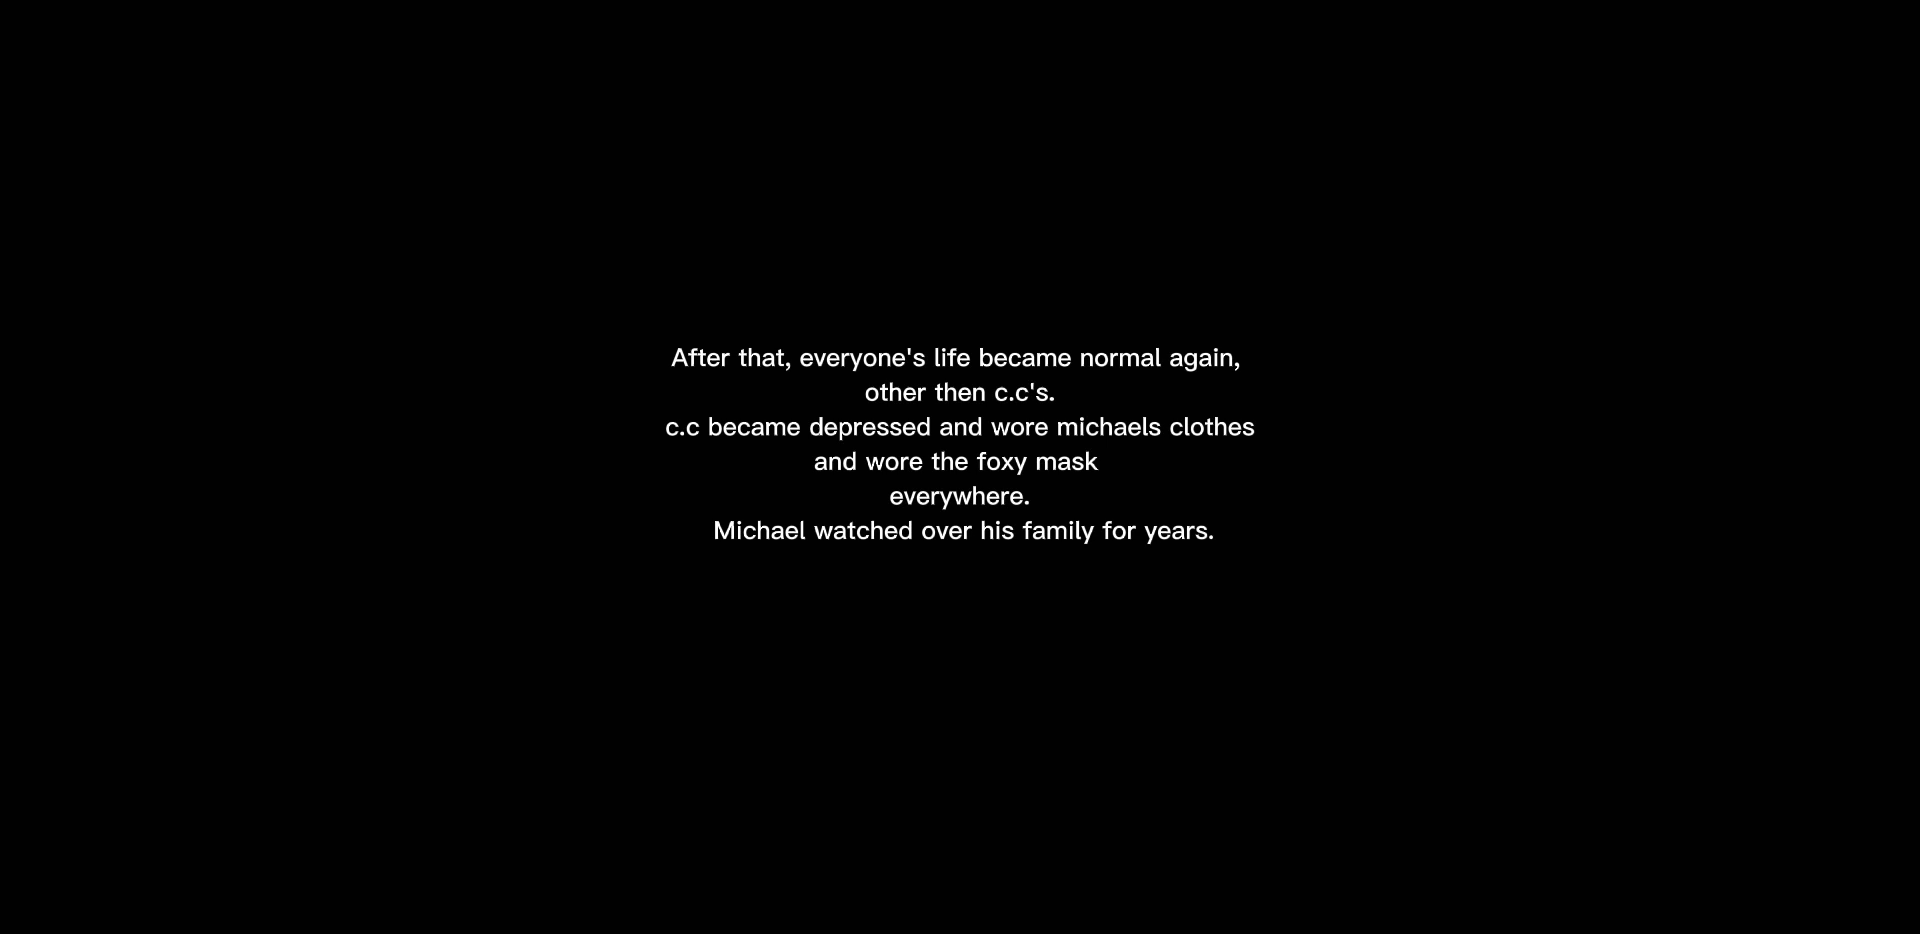 After that, everyone's life became normal again,
other then c.c's.
c.c became depressed and wore michaels clothes
and wore the foxy mask
everywhere.
Michael watched over his family for years.